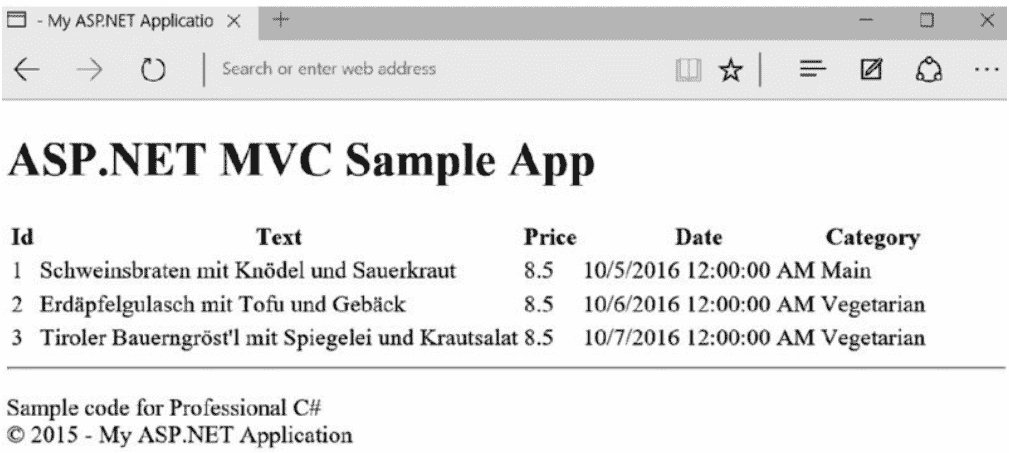 - My ASP.NET Applicatio
Search or enter web address
ASP.NET MVC Sample App
Id Text Price Date Category
1 Schweinsbraten mit Knödel und Sauerkraut 8.5 10/5/2016 12:00:00 AM Main
2 Erdäpfelgulasch mit Tofu und Gebäck 8.5 10/6/2016 12:00:00 AM Vegetarian
3 Tiroler Bauerngröst'l mit Spiegelei und Krautsalat 8.5 10/7/2016 12:00:00 AM Vegetarian
Sample code for Professional C#
© 2015 - My ASP.NET Application